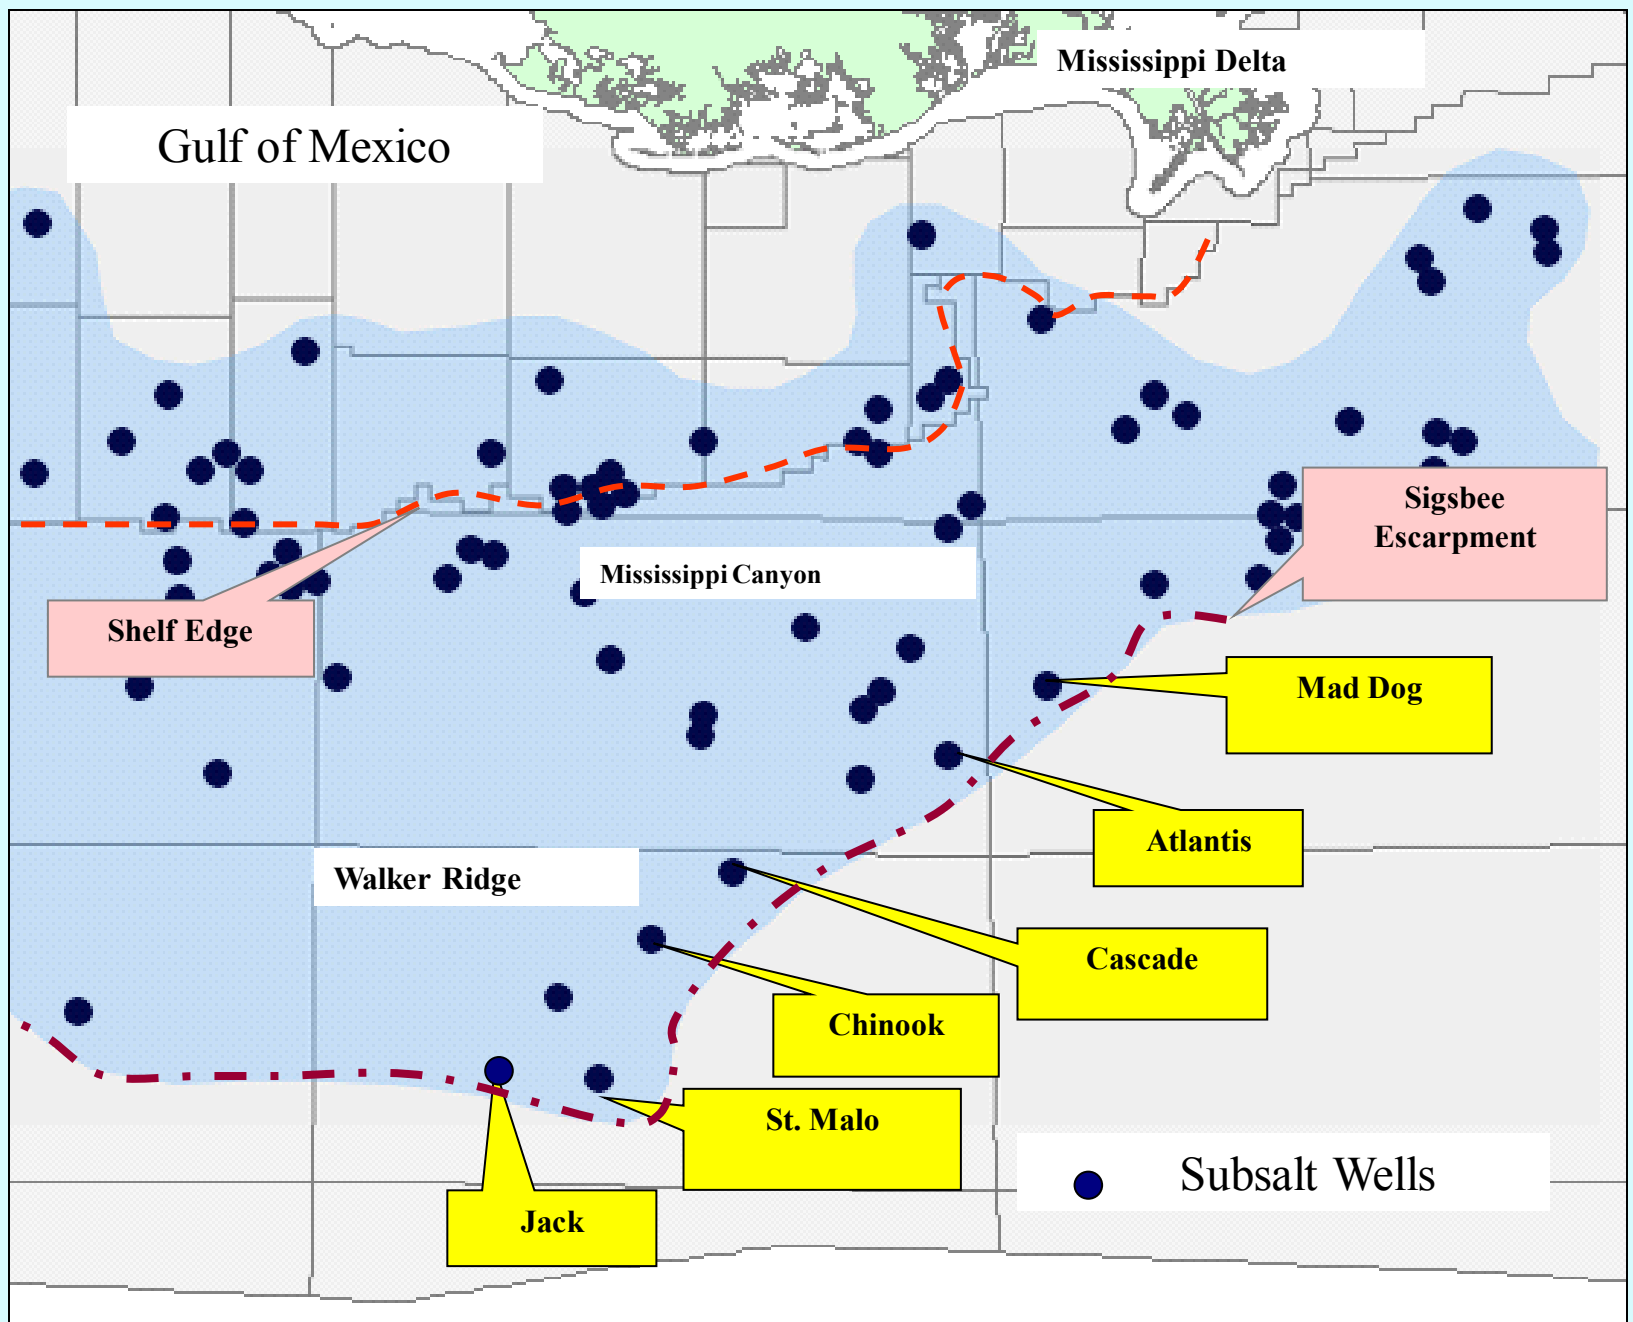 Mississippi Delta
Gulf of Mexico
Sigsbee
Escarpment
Mississippi Canyon
Shelf Edge
Mad Dog
Atlantis
Walker Ridge
Cascade
Chinook
St. Malo
Subsalt Wells
Jack